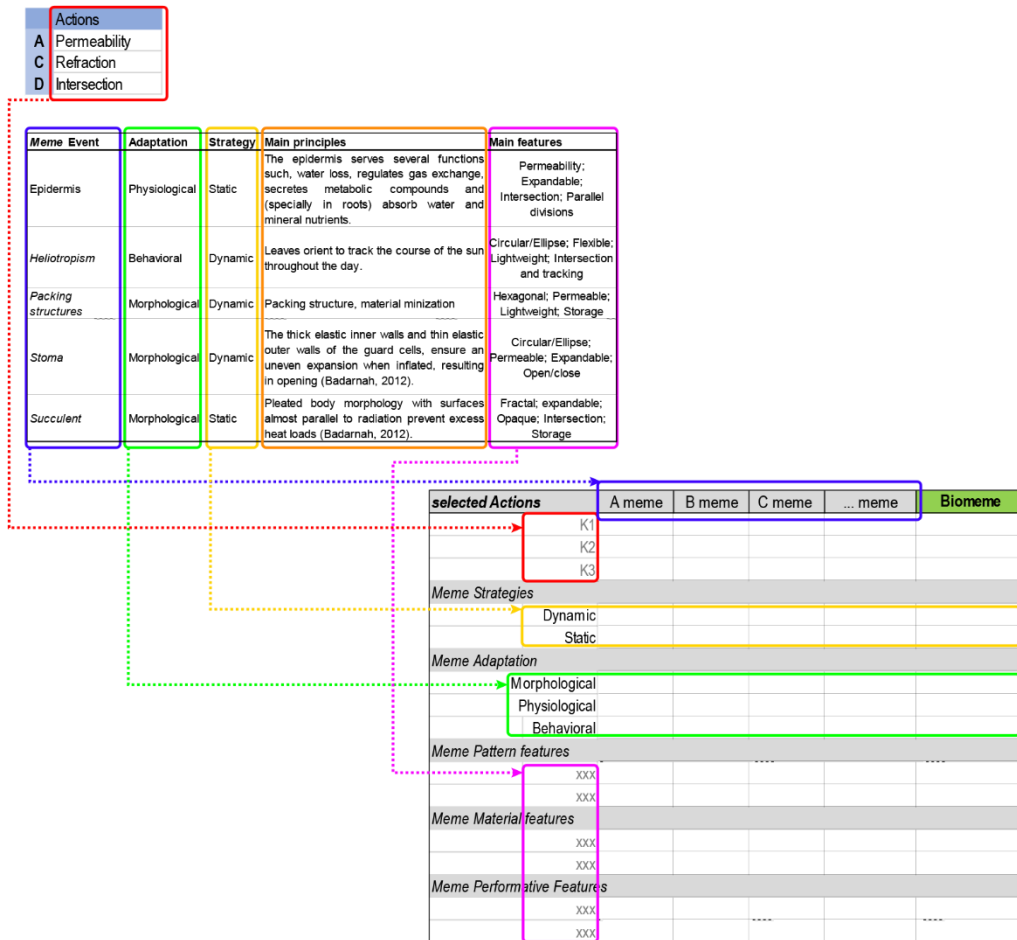 Actions
A Permeability
C Refraction
D Intersection
Meme Event Adaptation Strategy Main principles Main features
Epidermis Physiological Static
The epidermis serves several functions
such, water loss, regulates gas exchange,
secretes metabolic compounds and
(specially in roots) absorb water and
mineral nutrients.
Permeability;
Expandable;
Intersection; Parallel
divisions
Heliotropism Behavioral Dynamic
Leaves orient to track the course of the sun
throughout the day.
Circular/Ellipse; Flexible;
Lightweight; Intersection
and tracking
Packing
structures
Morphological Dynamic Packing structure, material minization
Hexagonal; Permeable;
Lightweight; Storage
Stoma Morphological Dynamic
The thick elastic inner walls and thin elastic
outer walls of the guard cells, ensure an
uneven expansion when inflated, resulting
in opening (Badarnah, 2012).
Circular/Ellipse;
Permeable; Expandable;
Open/close
Succulent Morphological Static
Pleated body morphology with surfaces
almost parallel to radiation prevent excess
heat loads (Badarnah, 2012).
Fractal; expandable;
Opaque; Intersection;
Storage
selected Actions A meme B meme C meme ... meme Biomeme
K1
K2
K3
Meme Strategies
Dynamic
Static
Meme Adaptation
Morphological
Physiological
Behavioral
Meme Pattern features
xxx
xxx
Meme Material features
xxx
xxx
Meme Performative Features
xxx
xxx